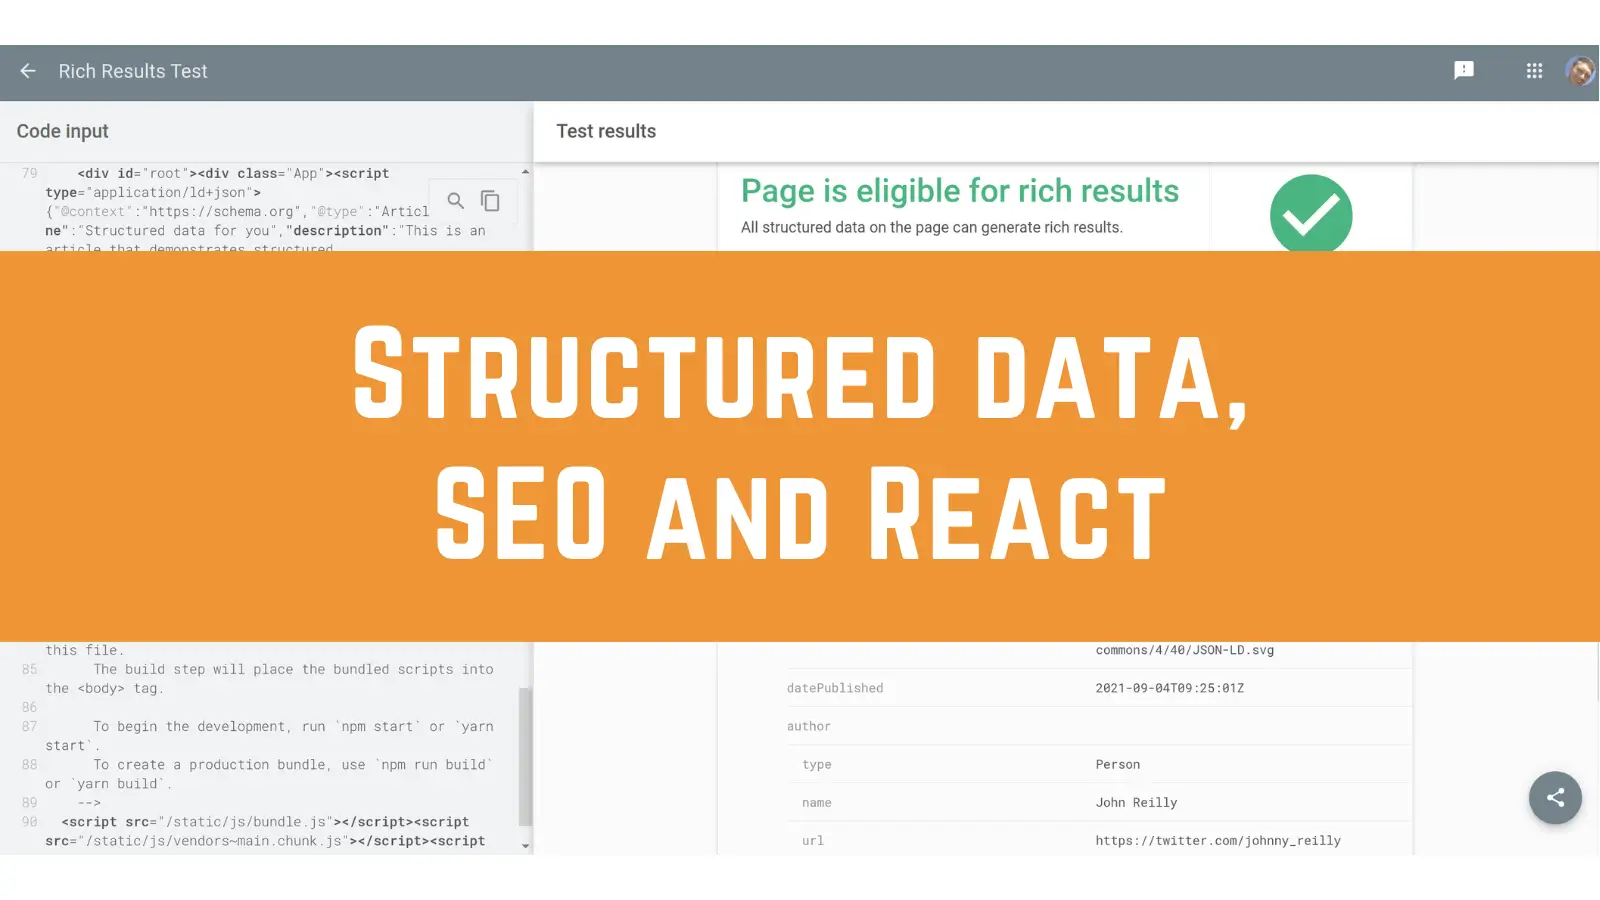 Rich Results Test
Code input
79 <div id="root"><div class="App"><script
type="application/ld+json">
{"@context":"https://schema.org","@type":"Articl
ne":"Structured data for you","description":"This is an
article that demonstrates structured
Test results
Page is eligible for rich results
All structured data on the page can generate rich results.
Structured data,
SEO and React
this file.
85 The build step will place the bundled scripts into
the <body> tag.
86
87 To begin the development, run `npm start` or `yarn
start`.
88 To create a production bundle, use `npm run build`
or `yarn build`.
89 -->
90 <script src="/static/js/bundle.js"></script><script
src="/static/js/vendors~main.chunk.js"></script><script
commons/4/40/JSON-LD.svg
datePublished 2021-09-04T09:25:01Z
author
type Person
name John Reilly
url https://twitter.com/johnny_reilly